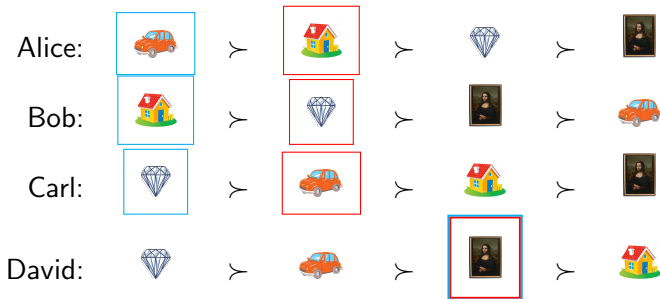 Alice: ≻ ≻ ≻
Bob: ≻ ≻ ≻
Carl: ≻ ≻ ≻
David: ≻ ≻ ≻